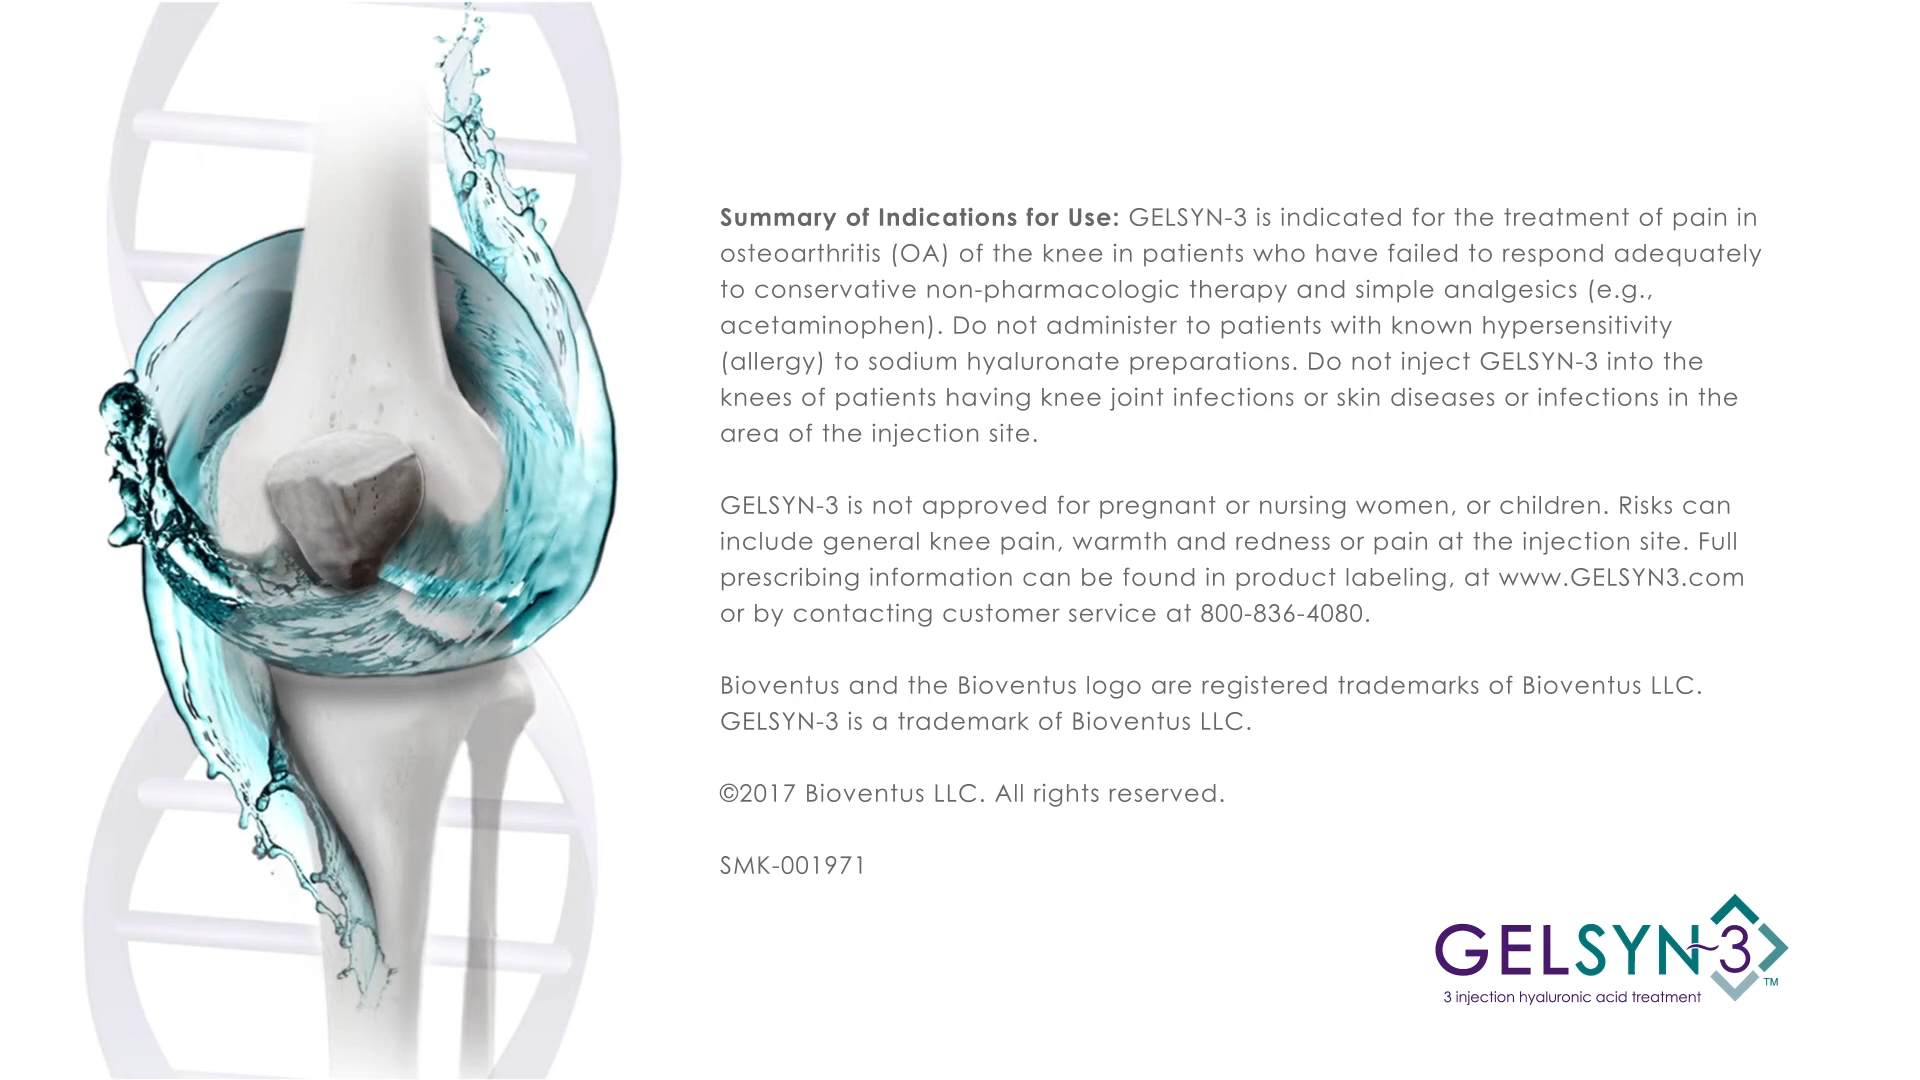 Summary of Indications for Use: GELSYN-3 is indicated for the treatment of pain in
osteoarthritis (OA) of the knee in patients who have failed to respond adequately
to conservative non-pharmacologic therapy and simple analgesics (e.g.,
acetaminophen). Do not administer to patients with known hypersensitivity
(allergy) to sodium hyaluronate preparations. Do not inject GELSYN-3 into the
knees of patients having knee joint infections or skin diseases or infections in the
area of the injection site.
GELSYN-3 is not approved for pregnant or nursing women, or children. Risks can
include general knee pain, warmth and redness or pain at the injection site. Full
prescribing information can be found in product labeling, at www.GELSYN3.com
or by contacting customer service at 800-836-4080.
Bioventus and the Bioventus logo are registered trademarks of Bioventus LLC.
GELSYN-3 is a trademark of Bioventus LLC.
©2017 Bioventus LLC. All rights reserved.
SMK-001971
GELSYN-3™
3 injection hyaluronic acid treatment